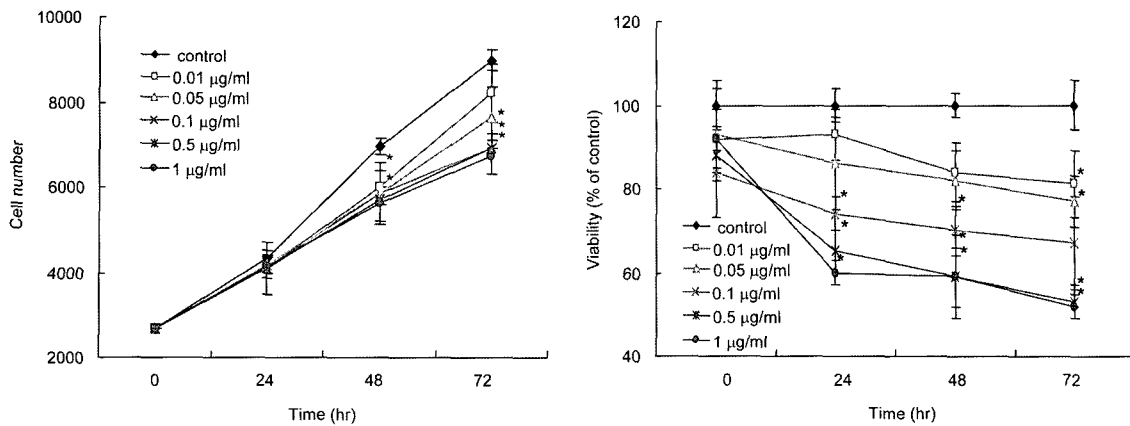 10000
8000
6000
4000
2000
Cell number
control
0.01 µg/ml
0.05 µg/ml
0.1 µg/ml
0.5 µg/ml
1 µg/ml
*
*
*
*
*
0
24
48
72
Time (hr)
120
100
80
60
40
Viability (% of control)
control
0.01 µg/ml
0.05 µg/ml
0.1 µg/ml
0.5 µg/ml
1 µg/ml
*
*
*
*
*
*
*
*
*
*
0
24
48
72
Time (hr)